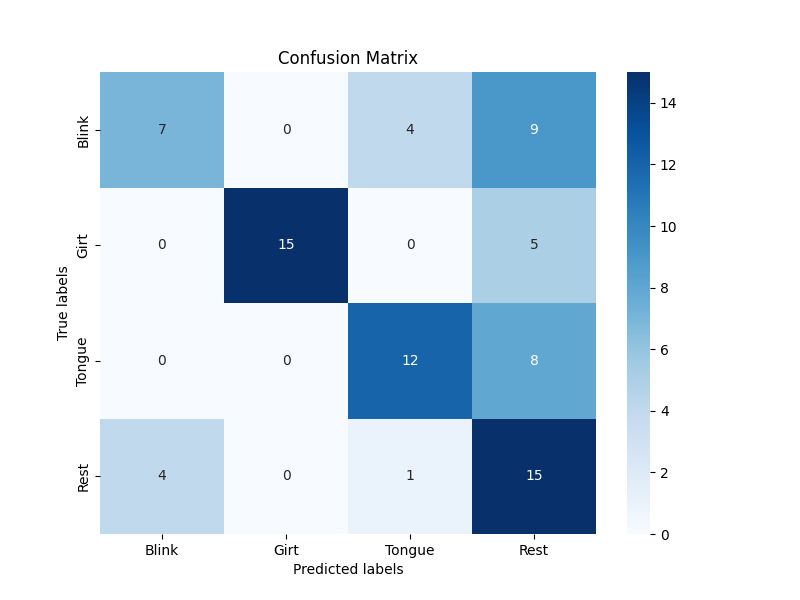 Confusion Matrix
Blink 7 0 4 9
Girt 0 15 0 5
Tongue 0 0 12 8
Rest 4 0 1 15
True labels
Blink Girt Tongue Rest
Predicted labels
14
12
10
8
6
4
2
0